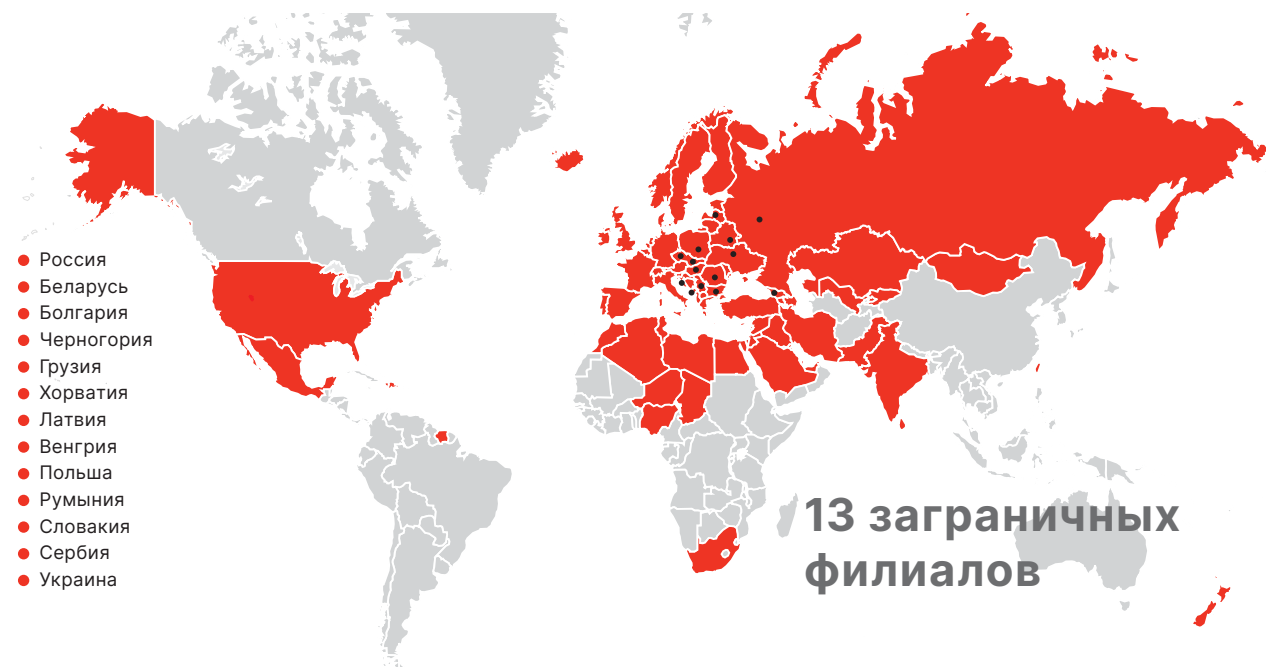 Россия
Беларусь
Болгария
Черногория
Грузия
Хорватия
Латвия
Венгрия
Польша
Румыния
Словакия
Сербия
Украина
13 заграничных
филиалов